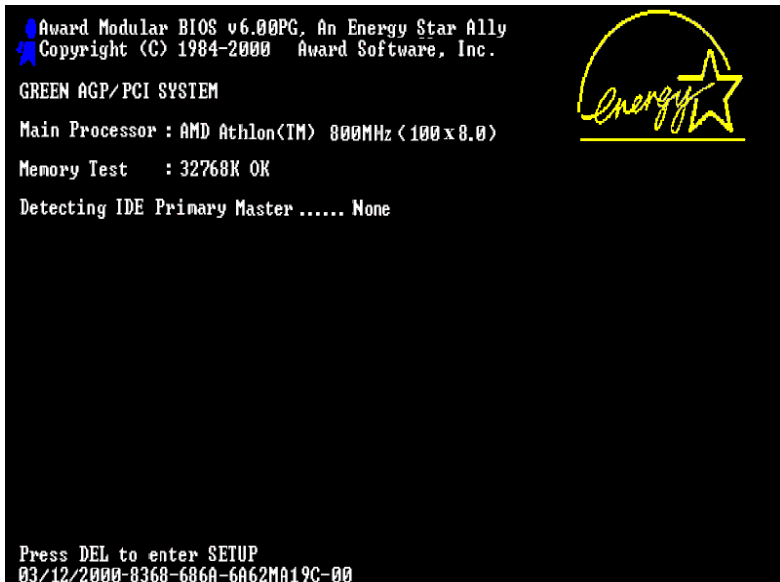 Award Modular BIOS v6.00PG, An Energy Star Ally
Copyright (C) 1984-2000 Award Software, Inc.
energy
GREEN AGP/PCI SYSTEM
Main Processor : AMD Athlon(TM) 800MHz (100 x 8.0)
Memory Test : 32768K OK
Detecting IDE Primary Master ...... None
Press DEL to enter SETUP
03/12/2000-8368-686A-6A62MA19C-00